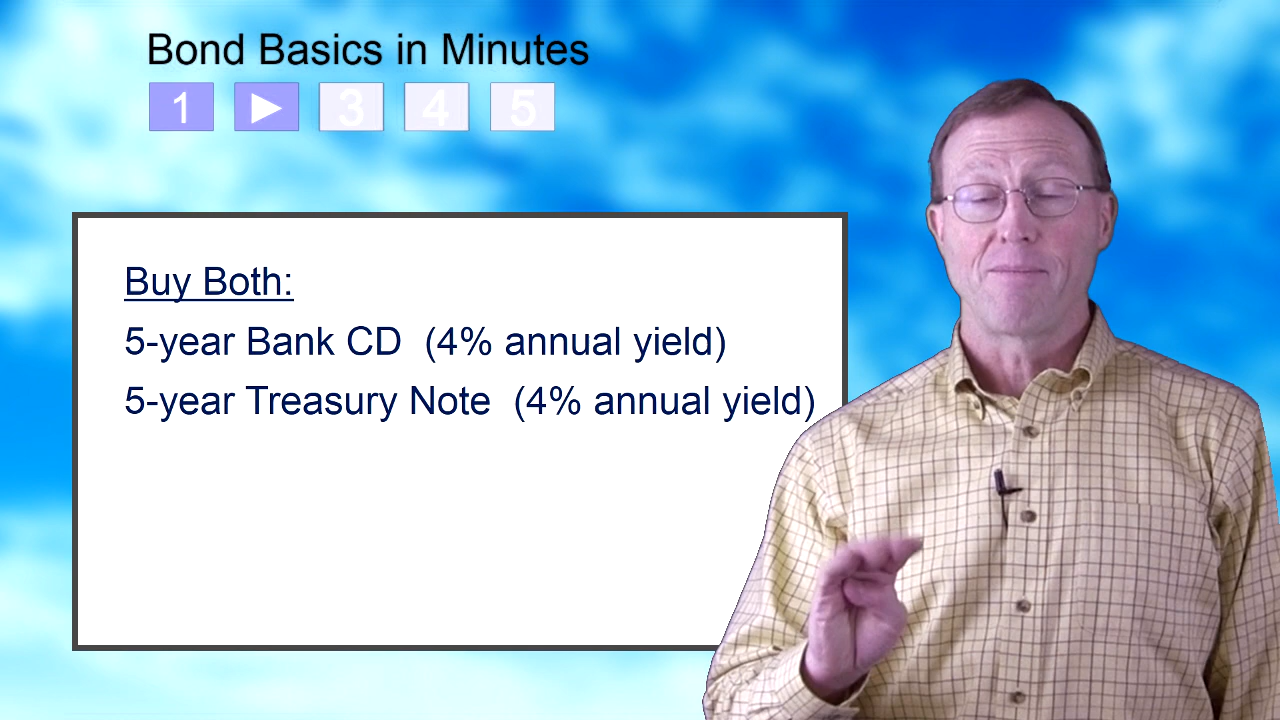 Bond Basics in Minutes
1 3 4 5
Buy Both:
5-year Bank CD (4% annual yield)
5-year Treasury Note (4% annual yield)